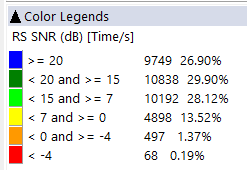 Color Legends
RS SNR (dB) [Time/s]
>= 20 9749 26.90%
< 20 and >= 15 10838 29.90%
< 15 and >= 7 10192 28.12%
< 7 and >= 0 4898 13.52%
< 0 and >= -4 497 1.37%
< -4 68 0.19%